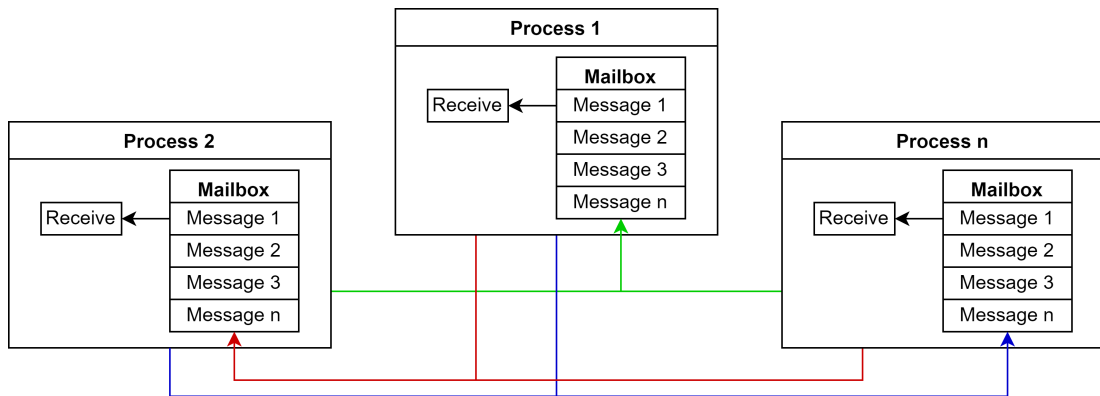 Process 1
Mailbox
Receive
Message 1
Message 2
Message 3
Message n
Process 2
Mailbox
Receive
Message 1
Message 2
Message 3
Message n
Process n
Mailbox
Receive
Message 1
Message 2
Message 3
Message n